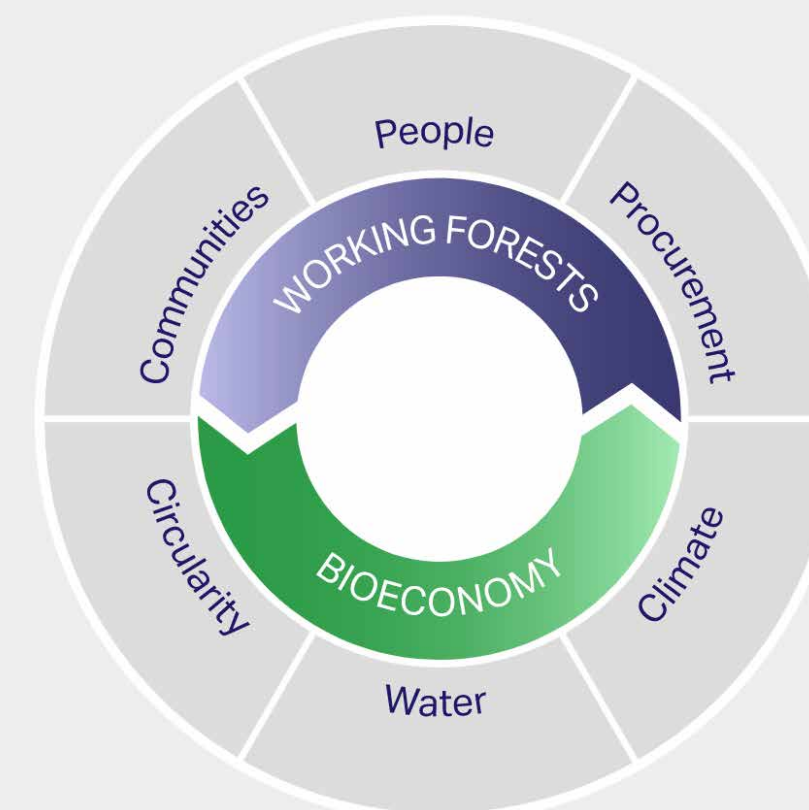 People
Procurement
Climate
Water
Circularity
Communities
WORKING FORESTS
BIOECONOMY